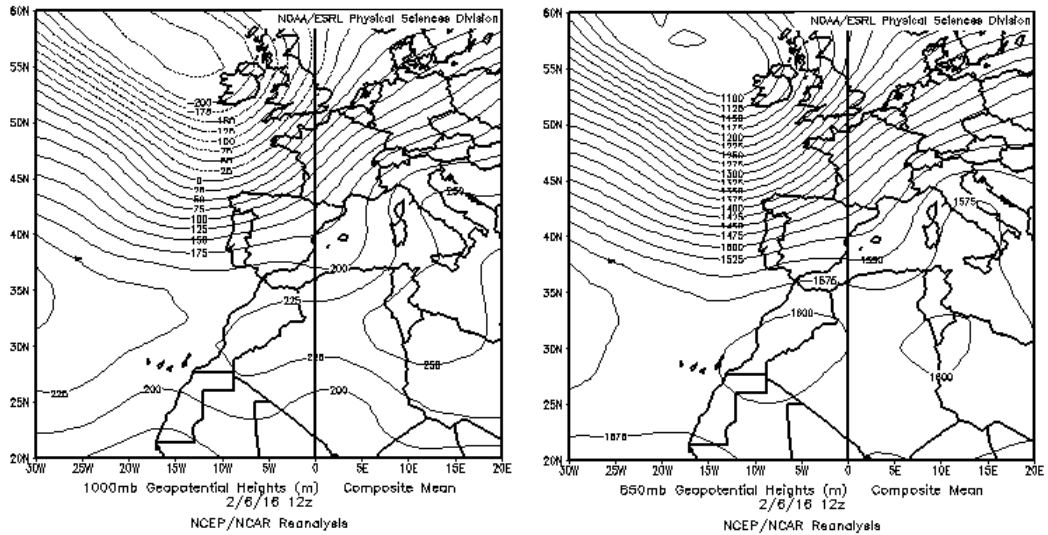 NOAA/ESRL Physical Sciences Division
60N
55N
50N
45N
40N
35N
30N
25N
20N
-200
-175
-150
-125
-100
-75
-50
-25
0
25
50
75
100
125
150
175
200
225
250
250
225
200
200
225
30W 25W 20W 15W 10W 5W 0 5E 10E 15E 20E
1000mb Geopotential Heights (m) Composite Mean
2/6/16 12z
NCEP/NCAR Reanalysis
NOAA/ESRL Physical Sciences Division
60N
55N
50N
45N
40N
35N
30N
25N
20N
1100
1125
1150
1175
1200
1225
1250
1275
1300
1325
1350
1375
1400
1425
1450
1475
1500
1525
1550
1575
1575
1600
1600
1575
30W 25W 20W 15W 10W 5W 0 5E 10E 15E 20E
850mb Geopotential Heights (m) Composite Mean
2/6/16 12z
NCEP/NCAR Reanalysis